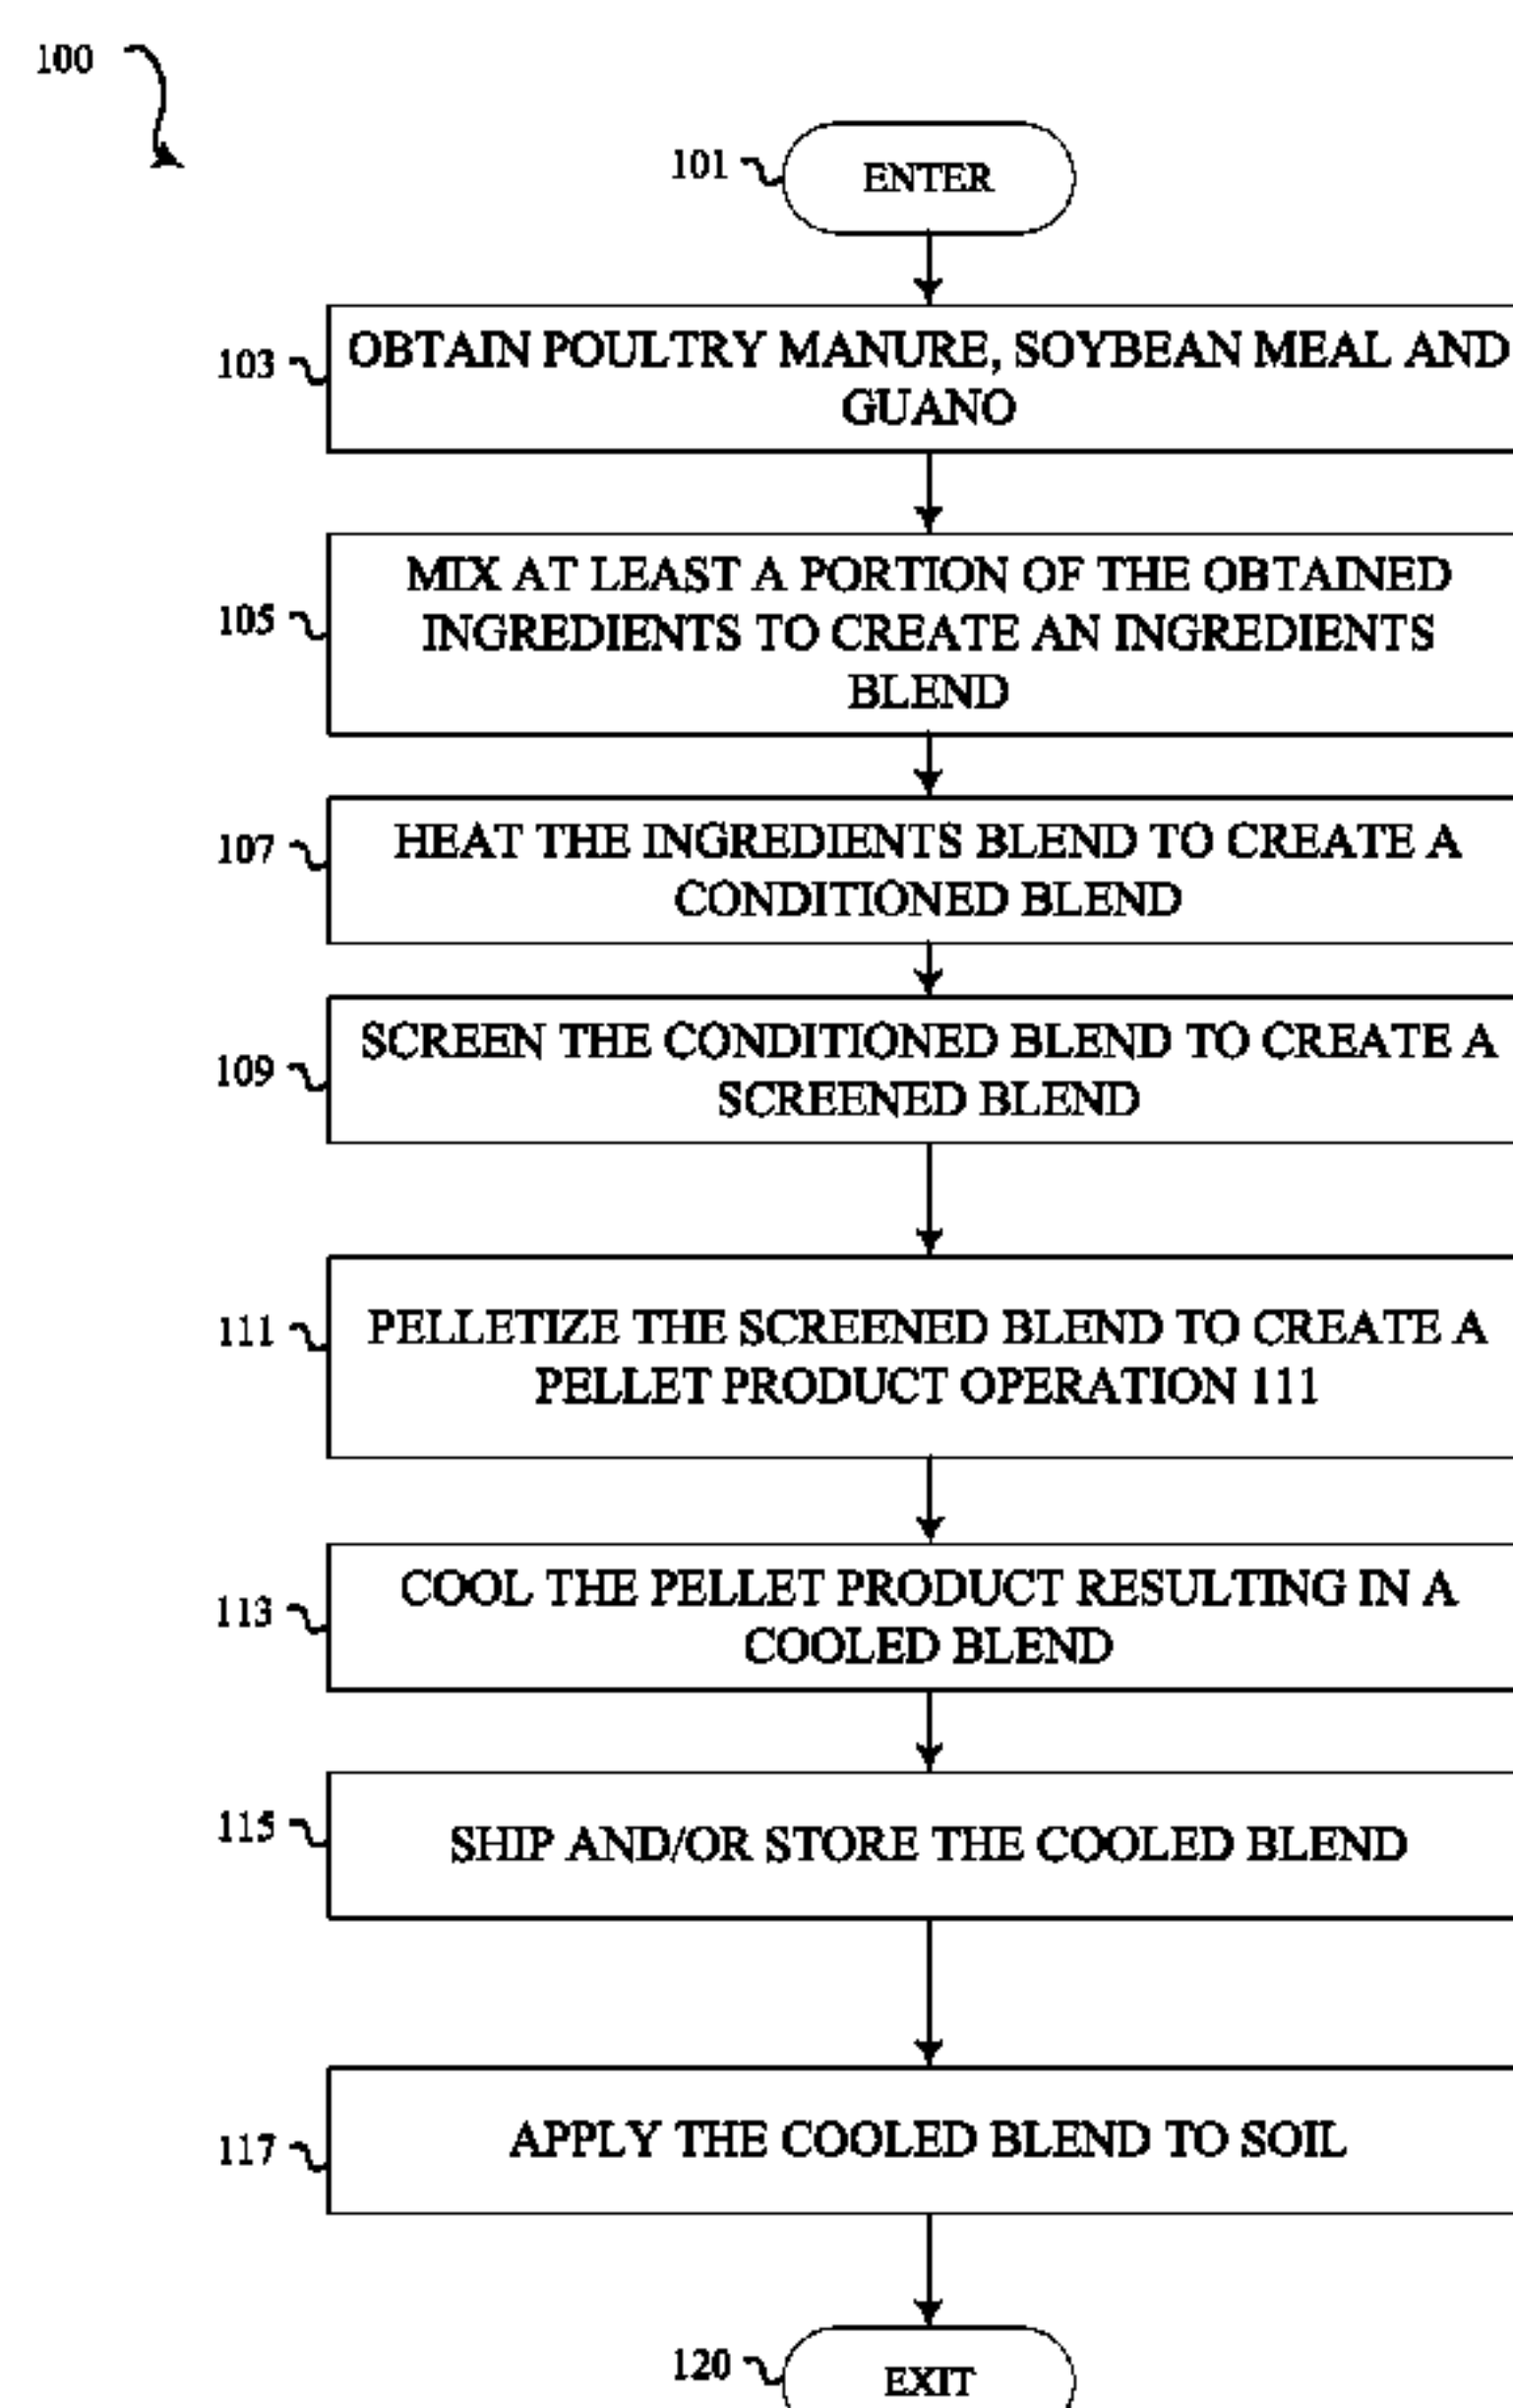 100
101 ENTER
103 OBTAIN POULTRY MANURE, SOYBEAN MEAL AND
GUANO
MIX AT LEAST A PORTION OF THE OBTAINED
105 INGREDIENTS TO CREATE AN INGREDIENTS
BLEND
107 HEAT THE INGREDIENTS BLEND TO CREATE A
CONDITIONED BLEND
109 SCREEN THE CONDITIONED BLEND TO CREATE A
SCREENED BLEND
111 PELLETIZE THE SCREENED BLEND TO CREATE A
PELLET PRODUCT OPERATION 111
113 COOL THE PELLET PRODUCT RESULTING IN A
COOLED BLEND
115 SHIP AND/OR STORE THE COOLED BLEND
117 APPLY THE COOLED BLEND TO SOIL
120 EXIT